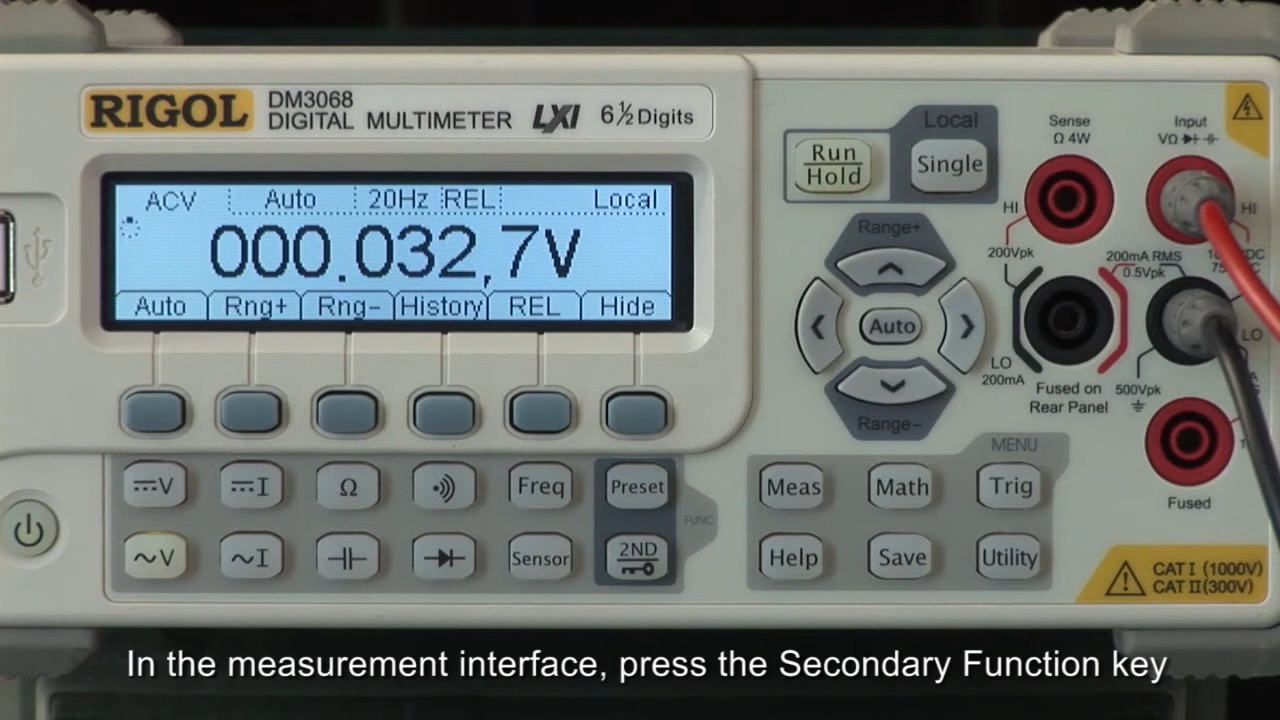 RIGOL
DM3068
DIGITAL MULTIMETER
LXI
6½ Digits
ACV Auto 20Hz REL Local
000.032,7V
Auto Rng+ Rng- History REL Hide
Local
Run
Hold
Single
Range+
Auto
Range-
Sense
Ω 4W
Input
VΩ
HI
HI
200Vpk
200mA RMS
0.5Vpk
LO
200mA
LO
Fused on
Rear Panel
500Vpk
Fused
V I Ω Freq Preset
FUNC
~V ~I Sensor 2ND
MENU
Meas Math Trig
Help Save Utility
CAT I (1000V)
CAT II(300V)
In the measurement interface, press the Secondary Function key